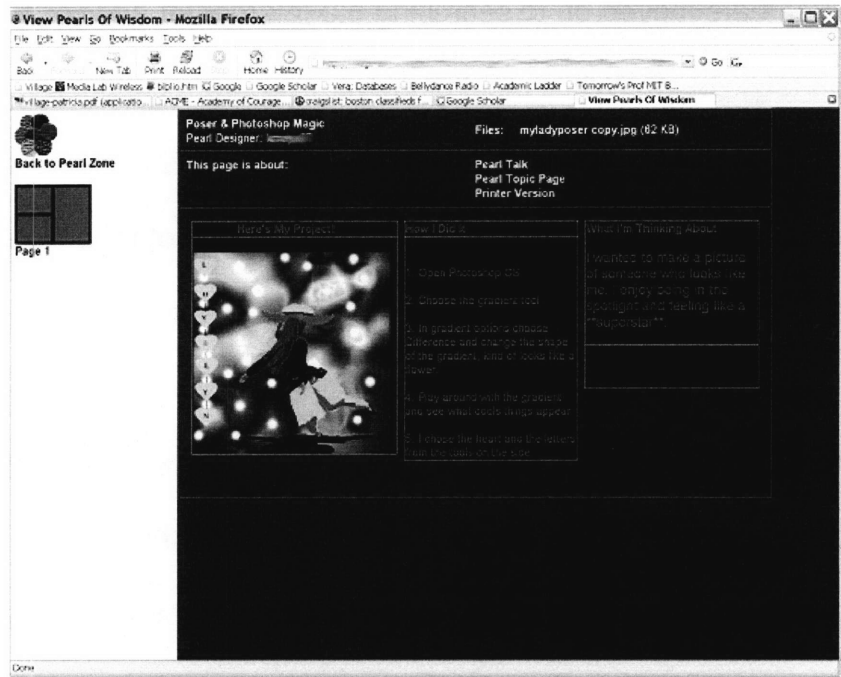 View Pearls Of Wisdom - Mozilla Firefox
File Edit View Go Bookmarks Tools Help
Back New Tab Print Reload Home History Go
Village Media Lab Wireless biblio.htm Google Google Scholar Vera: Databases Bellydance Radio Academic Ladder Tomorrow's Prof MIT B...
Village-patricia.pdf (applicatio... ACME - Academy of Courage... craigslist: boston classifieds f... Google Scholar View Pearls Of Wisdom
Poser & Photoshop Magic
Pearl Designer:
Files: myladyposer copy.jpg (62 KB)
Back to Pearl Zone
This page is about:
Pearl Talk
Pearl Topic Page
Printer Version
Page 1
Here's My Project!
How I Did It
1. Open Photoshop CS
2. Choose the gradient tool
3. In gradient options choose
Difference and change the shape
of the gradient, kind of looks like a
flower.
4. Play around with the gradient
and see what cools things appear
5. I chose the heart and the letters
from the tools on the side
What I'm Thinking About
I wanted to make a picture
of someone who looks like
me. I enjoy being in the
spotlight and feeling like a
**superstar**
Done